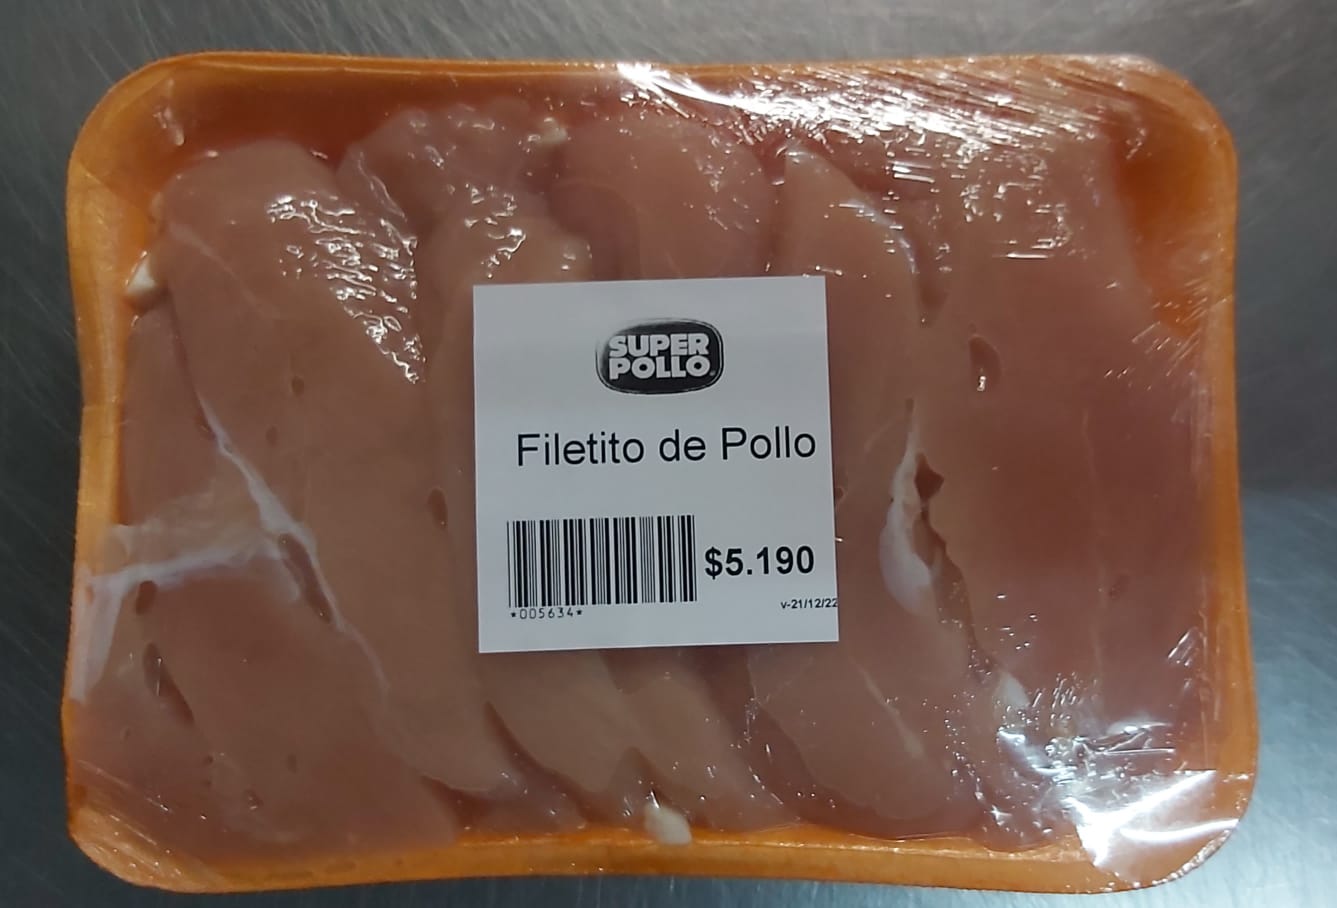 SUPER
POLLO
Filetito de Pollo
$5.190
*005634*
v-21/12/22